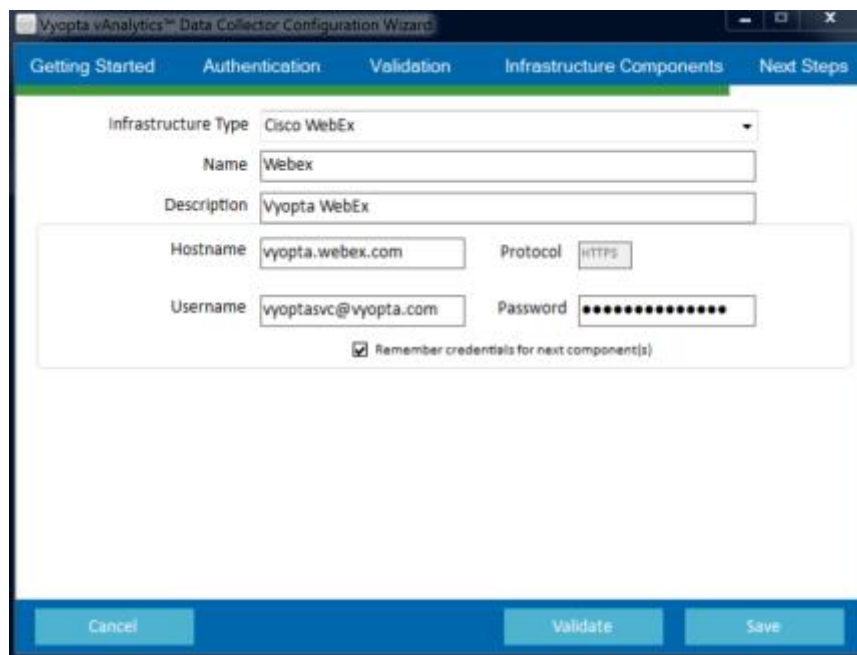 Vyopta vAnalytics™ Data Collector Configuration Wizard
Getting Started Authentication Validation Infrastructure Components Next Steps
Infrastructure Type Cisco WebEx
Name Webex
Description Vyopta WebEx
Hostname vyopta.webex.com Protocol HTTPS
Username vyoptasvc@vyopta.com Password ●●●●●●●●●●●●●●
Remember credentials for next component(s)
Cancel Validate Save